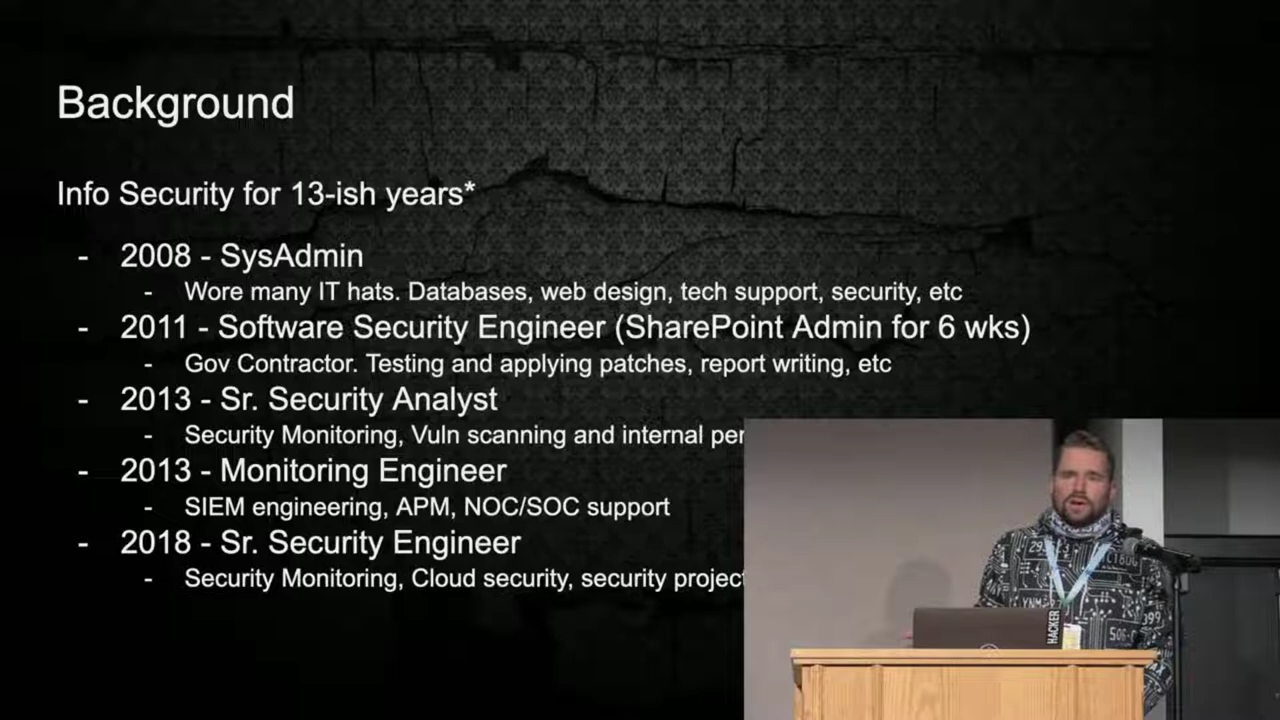 Background
Info Security for 13-ish years*
- 2008 - SysAdmin
- Wore many IT hats. Databases, web design, tech support, security, etc
- 2011 - Software Security Engineer (SharePoint Admin for 6 wks)
- Gov Contractor. Testing and applying patches, report writing, etc
- 2013 - Sr. Security Analyst
- Security Monitoring, Vuln scanning and internal
- 2013 - Monitoring Engineer
- SIEM engineering, APM, NOC/SOC support
- 2018 - Sr. Security Engineer
- Security Monitoring, Cloud security, security project
HACKER